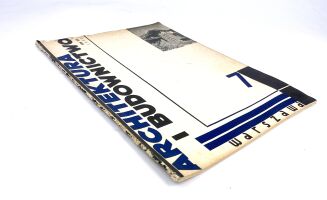 ARCHITEKTURA
I BUDOWNICTWO
7
warszawa